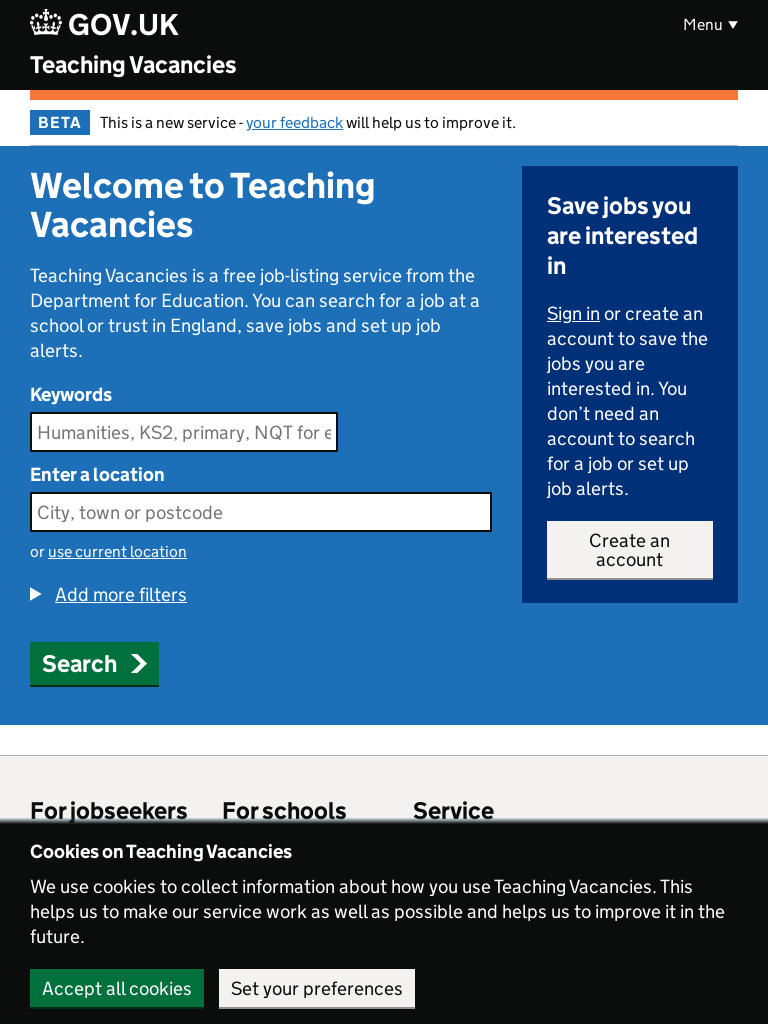 GOV.UK
Menu ▼
Teaching Vacancies
BETA This is a new service - your feedback will help us to improve it.
Welcome to Teaching
Vacancies
Teaching Vacancies is a free job-listing service from the
Department for Education. You can search for a job at a
school or trust in England, save jobs and set up job
alerts.
Keywords
Humanities, KS2, primary, NQT for e
Enter a location
City, town or postcode
or use current location
Add more filters
Search
Save jobs you
are interested
in
Sign in or create an
account to save the
jobs you are
interested in. You
don’t need an
account to search
for a job or set up
job alerts.
Create an
account
For jobseekers
For schools
Service
Cookies on Teaching Vacancies
We use cookies to collect information about how you use Teaching Vacancies. This
helps us to make our service work as well as possible and helps us to improve it in the
future.
Accept all cookies
Set your preferences